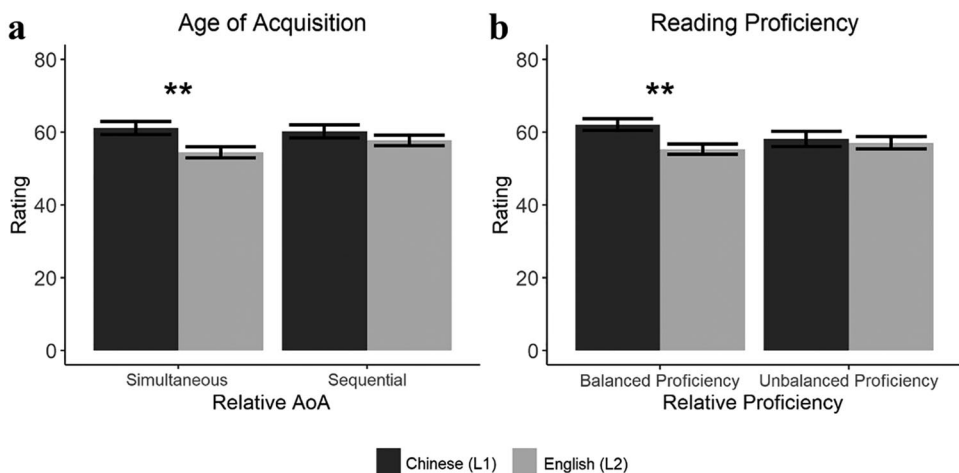 a
Age of Acquisition
80
60
40
20
0
Rating
**
Simultaneous
Sequential
Relative AoA
b
Reading Proficiency
80
60
40
20
0
Rating
**
Balanced Proficiency
Unbalanced Proficiency
Relative Proficiency
Chinese (L1)
English (L2)